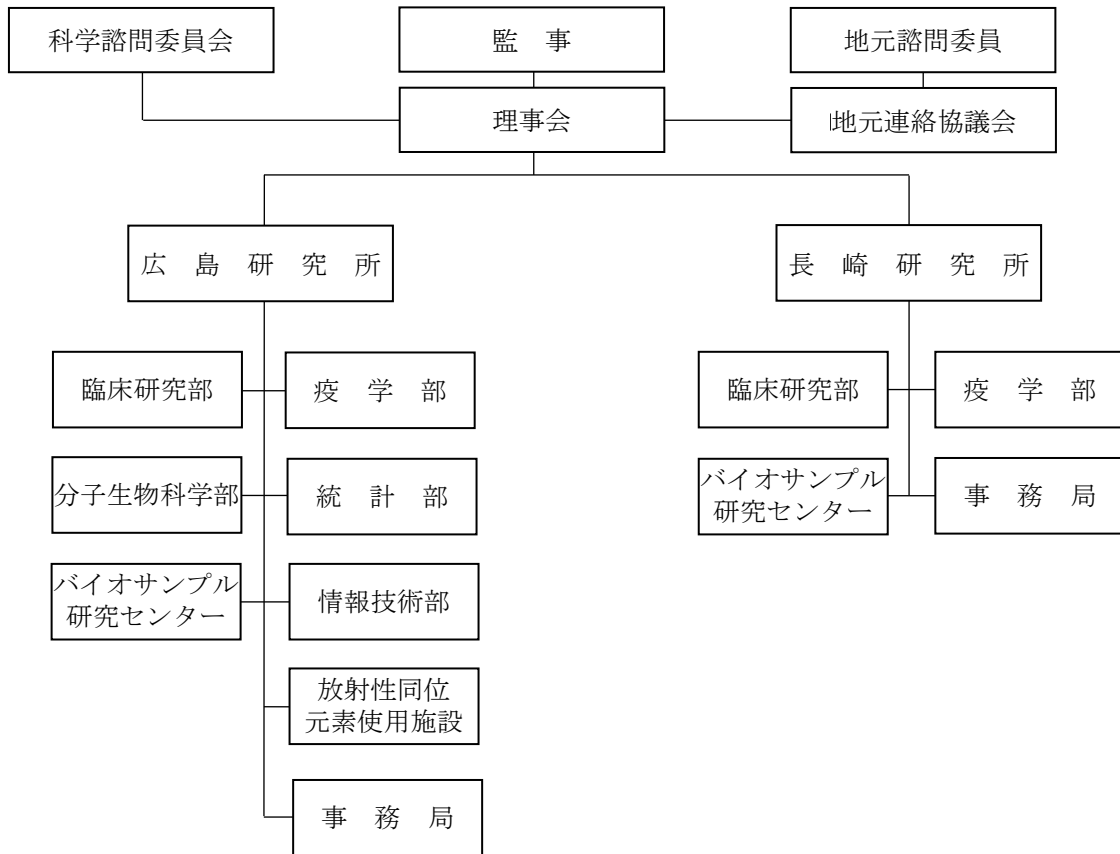 科学諮問委員会
監　事
地元諮問委員
理事会
地元連絡協議会
広　島　研　究　所
長　崎　研　究　所
臨床研究部
疫　学　部
臨床研究部
疫　学　部
分子生物科学部
統　計　部
バイオサンプル
研究センター
事　務　局
バイオサンプル
研究センター
情報技術部
放射性同位
元素使用施設
事　務　局